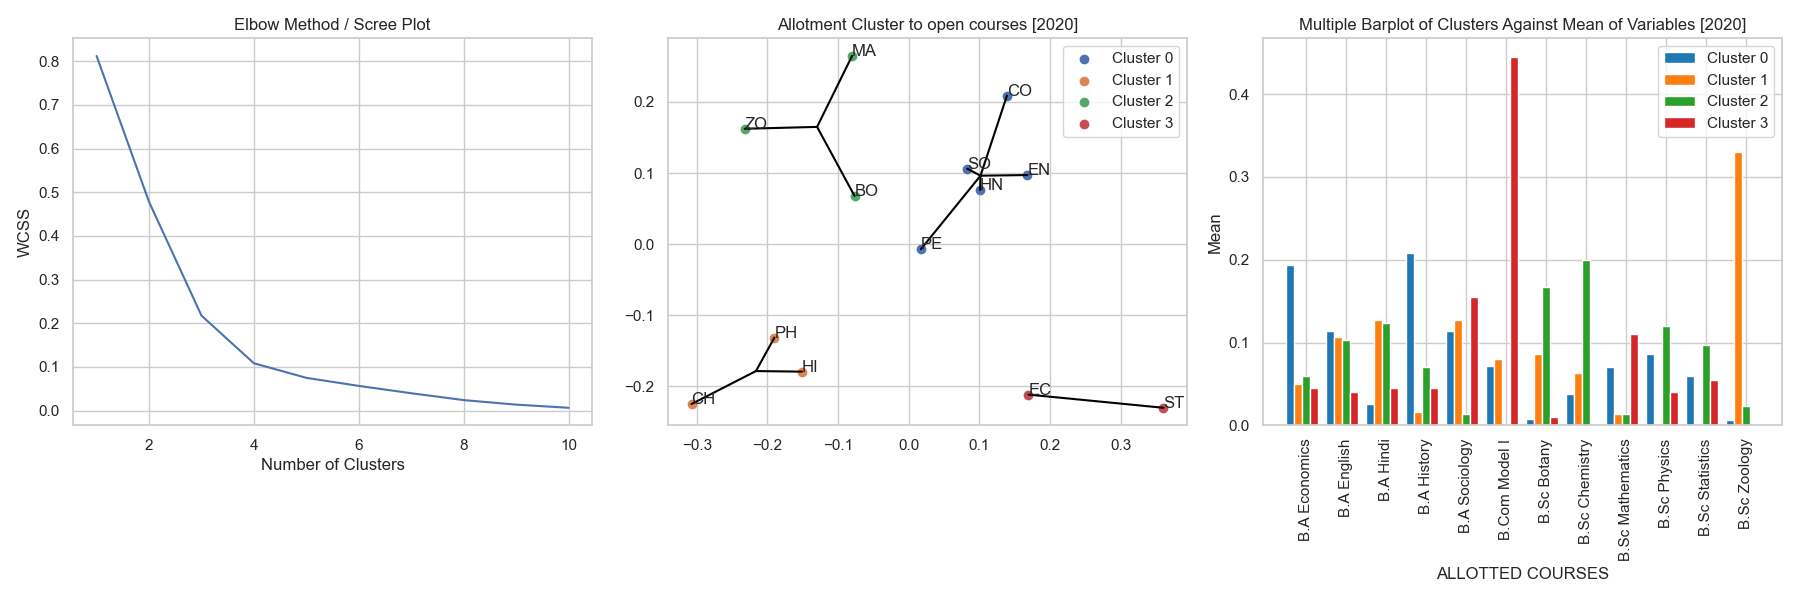 Elbow Method / Scree Plot
WCSS
0.8
0.7
0.6
0.5
0.4
0.3
0.2
0.1
0.0
2 4 6 8 10
Number of Clusters
Allotment Cluster to open courses [2020]
Cluster 0
Cluster 1
Cluster 2
Cluster 3
MA
CO
ZO
SO
EN
HN
BO
PE
PH
HI
CH
EC
ST
0.2
0.1
0.0
−0.1
−0.2
−0.3 −0.2 −0.1 0.0 0.1 0.2 0.3
Multiple Barplot of Clusters Against Mean of Variables [2020]
Cluster 0
Cluster 1
Cluster 2
Cluster 3
Mean
0.4
0.3
0.2
0.1
0.0
B.A Economics
B.A English
B.A Hindi
B.A History
B.A Sociology
B.Com Model I
B.Sc Botany
B.Sc Chemistry
B.Sc Mathematics
B.Sc Physics
B.Sc Statistics
B.Sc Zoology
ALLOTTED COURSES